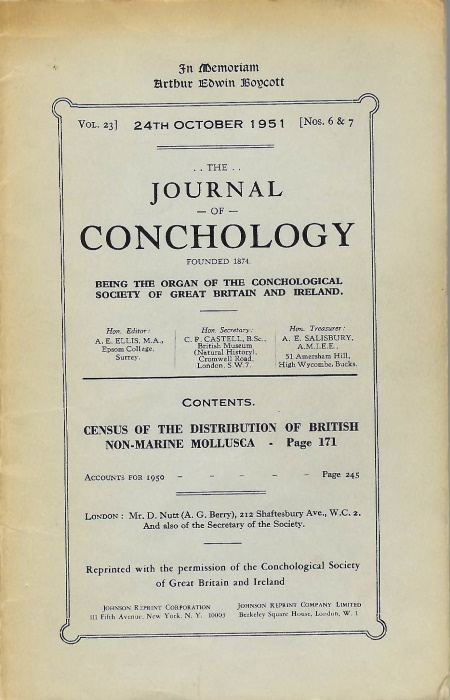 In Memoriam
Arthur Edwin Boycott
VOL. 23] 24TH OCTOBER 1951 [NOS. 6 & 7
. . THE . .
JOURNAL
— OF —
CONCHOLOGY
FOUNDED 1874.
BEING THE ORGAN OF THE CONCHOLOGICAL
SOCIETY OF GREAT BRITAIN AND IRELAND.
Hon. Editor:
A. E. ELLIS, M.A.,
Epsom College,
Surrey.
Hon. Secretary:
C. P. CASTELL, B.Sc.,
British Museum
(Natural History),
Cromwell Road,
London, S.W.7.
Hon. Treasurer:
A. E. SALISBURY,
A.M.I.E.E.,
51 Amersham Hill,
High Wycombe, Bucks.
CONTENTS.
CENSUS OF THE DISTRIBUTION OF BRITISH
NON-MARINE MOLLUSCA - Page 171
ACCOUNTS FOR 1950 - - - - - Page 245
LONDON : Mr. D. Nutt (A. G. Berry), 212 Shaftesbury Ave., W.C. 2.
And also of the Secretary of the Society.
Reprinted with the permission of the Conchological Society
of Great Britain and Ireland
JOHNSON REPRINT CORPORATION
111 Fifth Avenue, New York, N. Y. 10003
JOHNSON REPRINT COMPANY LIMITED
Berkeley Square House, London, W. 1